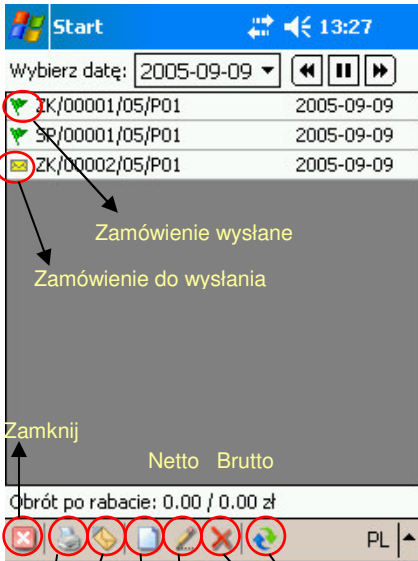 Start 13:27
Wybierz datę: 2005-09-09
ZK/00001/05/P01 2005-09-09
SP/00001/05/P01 2005-09-09
ZK/00002/05/P01 2005-09-09
Zamówienie wysłane
Zamówienie do wysłania
Zamknij
Netto Brutto
Obrót po rabacie: 0.00 / 0.00 zł
PL